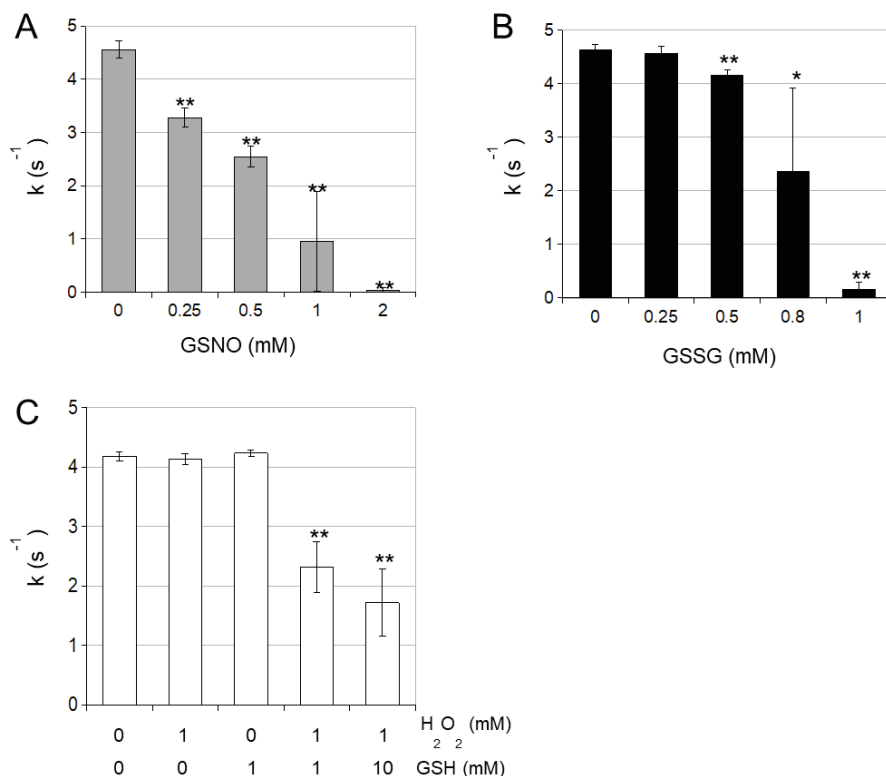 A
5
4
3
2
1
0
k (s⁻¹)
**
**
**
**
0 0.25 0.5 1 2
GSNO (mM)
B
5
4
3
2
1
0
k (s⁻¹)
**
*
**
0 0.25 0.5 0.8 1
GSSG (mM)
C
5
4
3
2
1
0
k (s⁻¹)
**
**
0 1 0 1 1 H₂O₂ (mM)
0 0 1 1 10 GSH (mM)